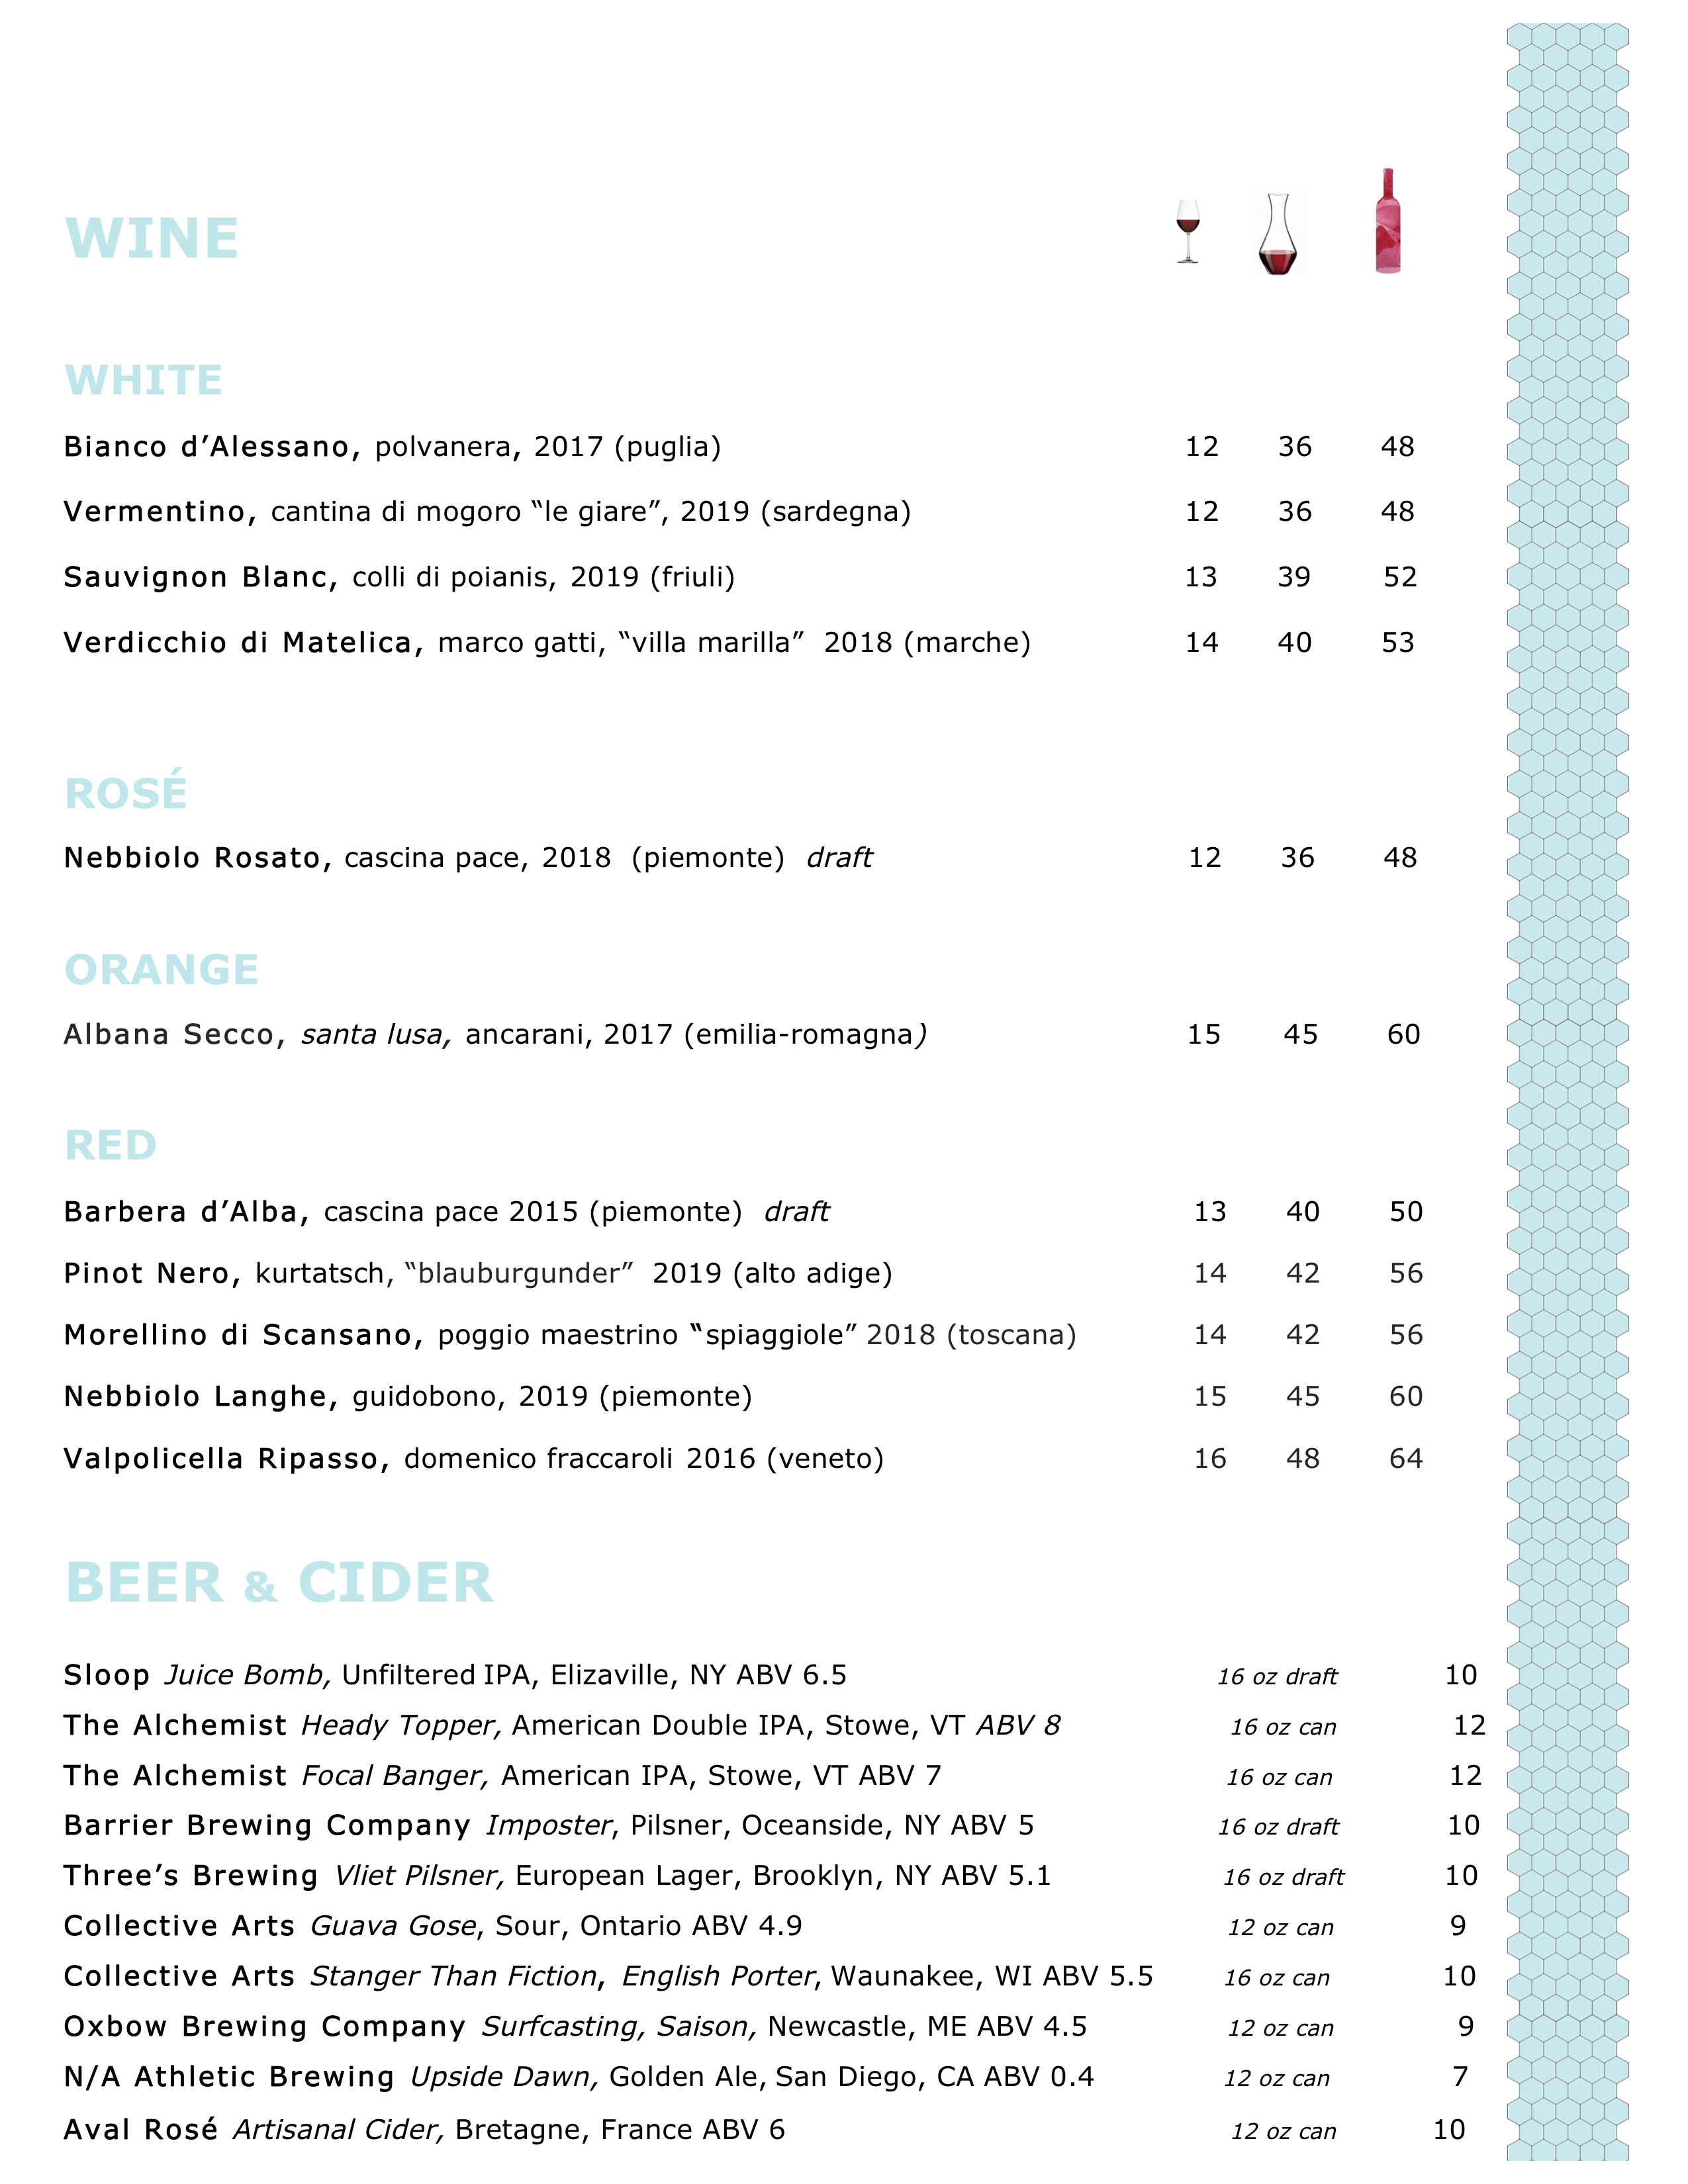 WINE
WHITE
Bianco d’Alessano, polvanera, 2017 (puglia) 12 36 48
Vermentino, cantina di mogoro “le giare”, 2019 (sardegna) 12 36 48
Sauvignon Blanc, colli di poianis, 2019 (friuli) 13 39 52
Verdicchio di Matelica, marco gatti, “villa marilla” 2018 (marche) 14 40 53
ROSÉ
Nebbiolo Rosato, cascina pace, 2018 (piemonte) draft 12 36 48
ORANGE
Albana Secco, santa lusa, ancarani, 2017 (emilia-romagna) 15 45 60
RED
Barbera d’Alba, cascina pace 2015 (piemonte) draft 13 40 50
Pinot Nero, kurtatsch, “blauburgunder” 2019 (alto adige) 14 42 56
Morellino di Scansano, poggio maestrino “spiaggiole” 2018 (toscana) 14 42 56
Nebbiolo Langhe, guidobono, 2019 (piemonte) 15 45 60
Valpolicella Ripasso, domenico fraccaroli 2016 (veneto) 16 48 64
BEER & CIDER
Sloop Juice Bomb, Unfiltered IPA, Elizaville, NY ABV 6.5 16 oz draft 10
The Alchemist Heady Topper, American Double IPA, Stowe, VT ABV 8 16 oz can 12
The Alchemist Focal Banger, American IPA, Stowe, VT ABV 7 16 oz can 12
Barrier Brewing Company Imposter, Pilsner, Oceanside, NY ABV 5 16 oz draft 10
Three’s Brewing Vliet Pilsner, European Lager, Brooklyn, NY ABV 5.1 16 oz draft 10
Collective Arts Guava Gose, Sour, Ontario ABV 4.9 12 oz can 9
Collective Arts Stanger Than Fiction, English Porter, Waunakee, WI ABV 5.5 16 oz can 10
Oxbow Brewing Company Surfcasting, Saison, Newcastle, ME ABV 4.5 12 oz can 9
N/A Athletic Brewing Upside Dawn, Golden Ale, San Diego, CA ABV 0.4 12 oz can 7
Aval Rosé Artisanal Cider, Bretagne, France ABV 6 12 oz can 10